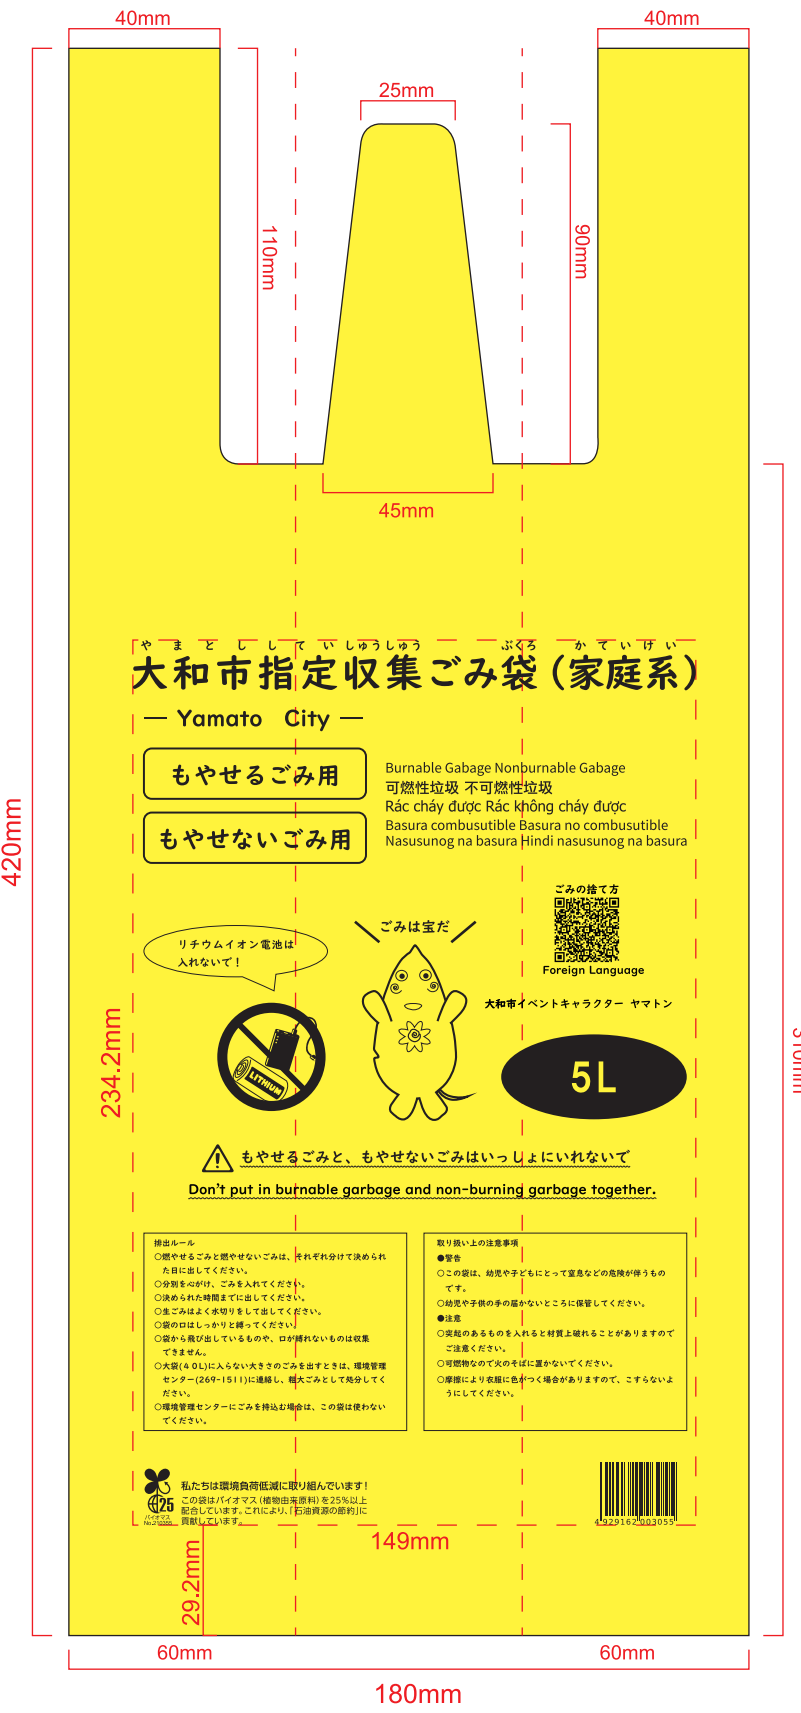 40mm
40mm
25mm
110mm
90mm
45mm
やまとししていしゅうしゅう ぶくろ かていけい
大和市指定収集ごみ袋(家庭系)
— Yamato City —
もやせるごみ用
もやせないごみ用
Burnable Gabage Nonburnable Gabage
可燃性垃圾 不可燃性垃圾
Rác cháy được Rác không cháy được
Basura combusutible Basura no combusutible
Nasusunog na basura Hindi nasusunog na basura
420mm
ごみの捨て方
Foreign Language
リチウムイオン電池は
入れないで!
ごみは宝だ
大和市イベントキャラクター ヤマトン
LITHIUM
5L
234.2mm
もやせるごみと、もやせないごみはいっしょにいれないで
Don't put in burnable garbage and non-burning garbage together.
排出ルール
○燃やせるごみと燃やせないごみは、それぞれ分けて決められ
た日に出してください。
○分別を心がけ、ごみを入れてください。
○決められた時間までに出してください。
○生ごみはよく水切りをして出してください。
○袋の口はしっかりと縛ってください。
○袋から飛び出しているものや、口が縛れないものは収集
できません。
○大袋(40L)に入らない大きさのごみを出すときは、環境管理
センター(269-1511)に連絡し、粗大ごみとして処分してく
ださい。
○環境管理センターにごみを持込む場合は、この袋は使わない
でください。
取り扱い上の注意事項
●警告
○この袋は、幼児や子どもにとって窒息などの危険が伴うもの
です。
○幼児や子供の手の届かないところに保管してください。
●注意
○突起のあるものを入れると材質上破れることがありますので
ご注意ください。
○可燃物なので火のそばに置かないでください。
○摩擦により衣服に色がつく場合がありますので、こすらないよ
うにしてください。
25
バイオマス
No.210355
私たちは環境負荷低減に取り組んでいます!
この袋はバイオマス(植物由来原料)を25%以上
配合しています。これにより、「石油資源の節約」に
貢献しています。
4 929162 003055
149mm
29.2mm
60mm
60mm
180mm